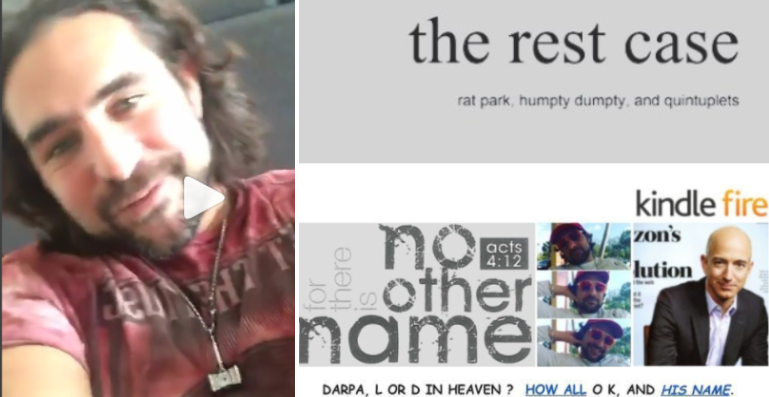 the rest case
rat park, humpty dumpty, and quintuplets
kindle fire
for there is
no other name
acts 4:12
zon's
lution
DARPA, L OR D IN HEAVEN ? HOW ALL O K, AND HIS NAME.